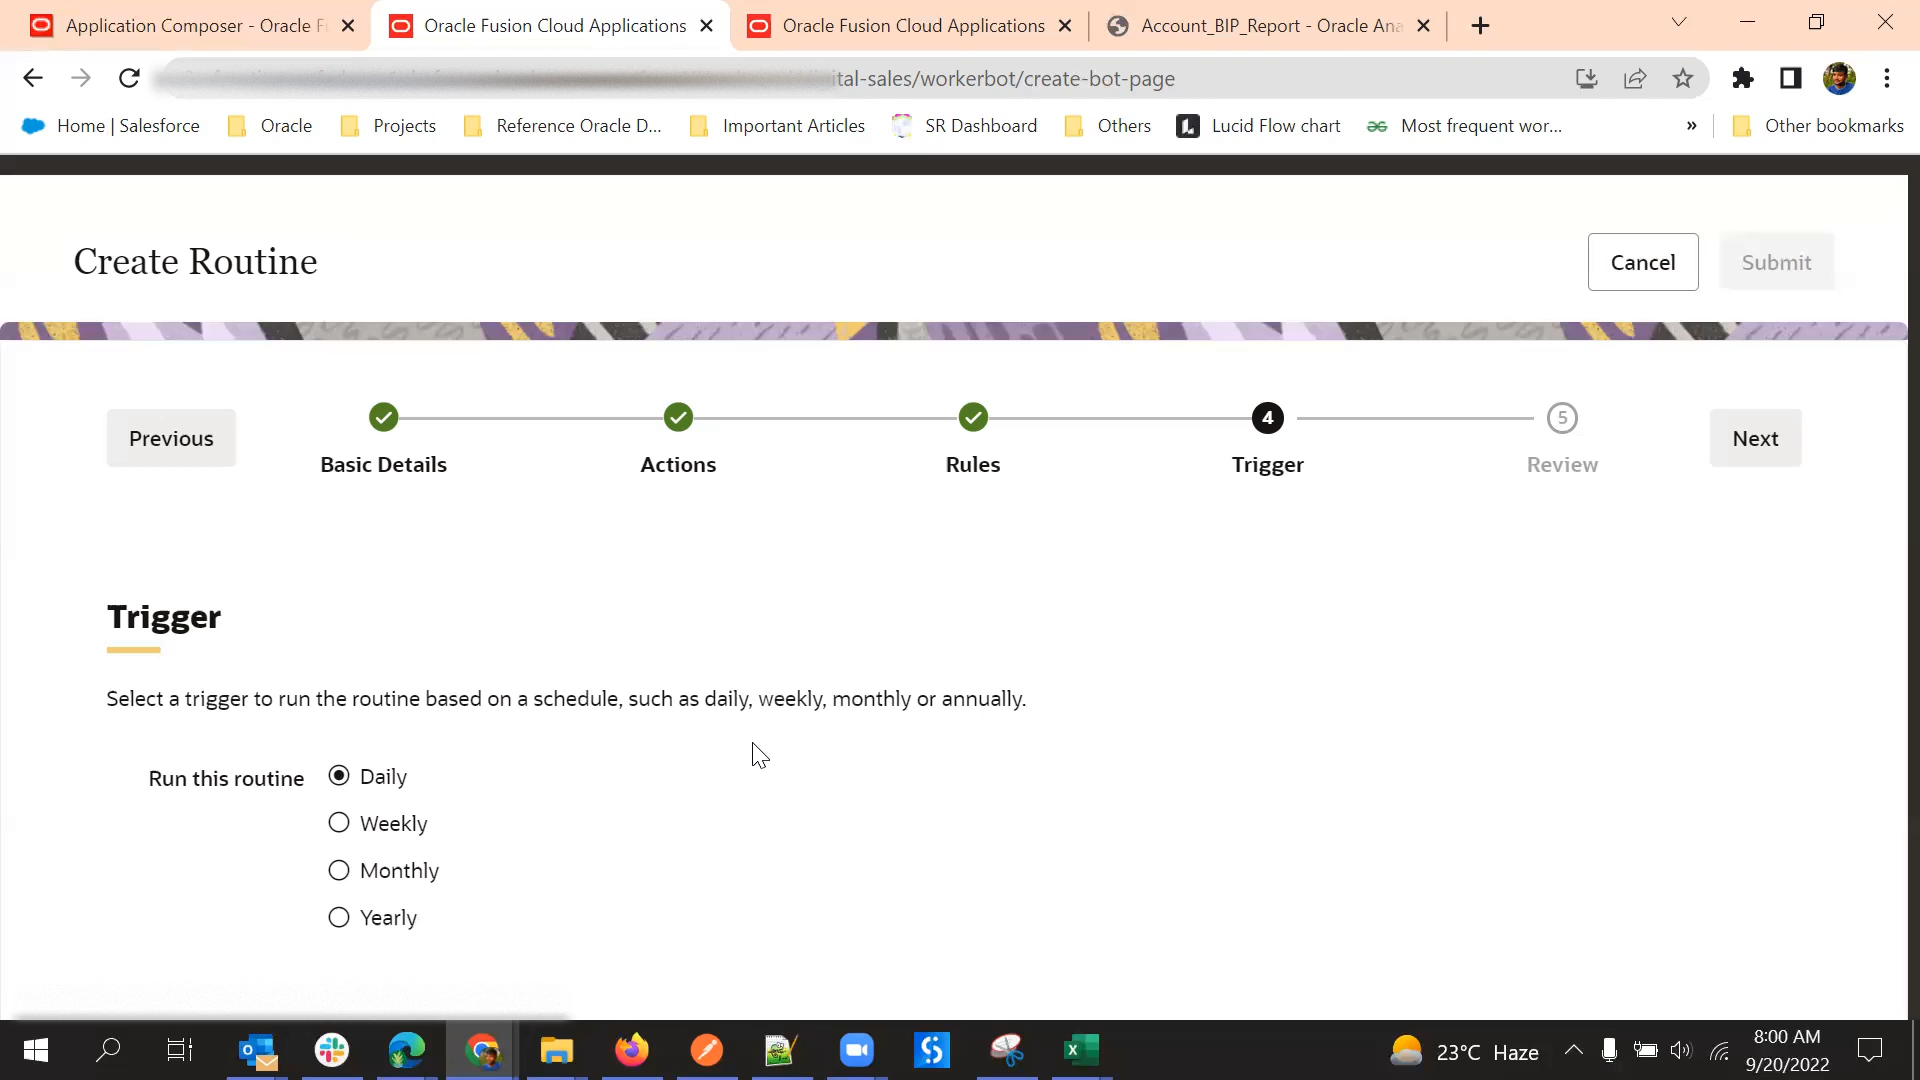 Application Composer - Oracle F
Oracle Fusion Cloud Applications
Oracle Fusion Cloud Applications
Account_BIP_Report - Oracle Ana
ital-sales/workerbot/create-bot-page
Home | Salesforce
Oracle
Projects
Reference Oracle D...
Important Articles
SR Dashboard
Others
Lucid Flow chart
Most frequent wor...
»
Other bookmarks
Create Routine
Cancel
Submit
Previous
Basic Details
Actions
Rules
4
Trigger
5
Review
Next
Trigger
Select a trigger to run the routine based on a schedule, such as daily, weekly, monthly or annually.
Run this routine
Daily
Weekly
Monthly
Yearly
23°C Haze
8:00 AM
9/20/2022